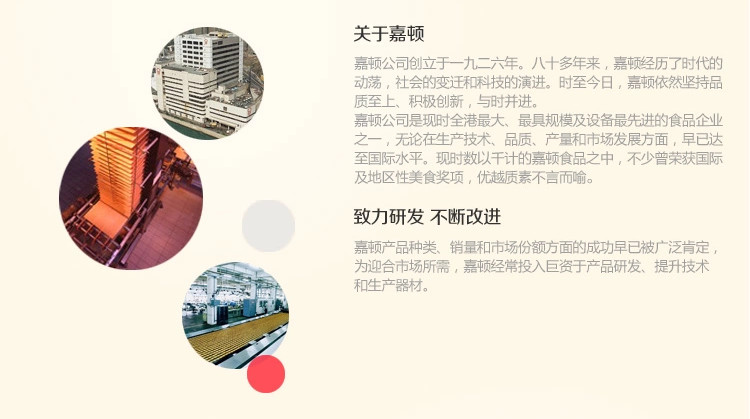 关于嘉顿
嘉顿公司创立于一九二六年。八十多年来，嘉顿经历了时代的
动荡，社会的变迁和科技的演进。时至今日，嘉顿依然坚持品
质至上、积极创新，与时并进。
嘉顿公司是现时全港最大、最具规模及设备最先进的食品企业
之一，无论在生产技术、品质、产量和市场发展方面，早已达
至国际水平。现时数以千计的嘉顿食品之中，不少曾荣获国际
及地区性美食奖项，优越质素不言而喻。
致力研发 不断改进
嘉顿产品种类、销量和市场份额方面的成功早已被广泛肯定，
为迎合市场所需，嘉顿经常投入巨资于产品研发、提升技术
和生产器材。